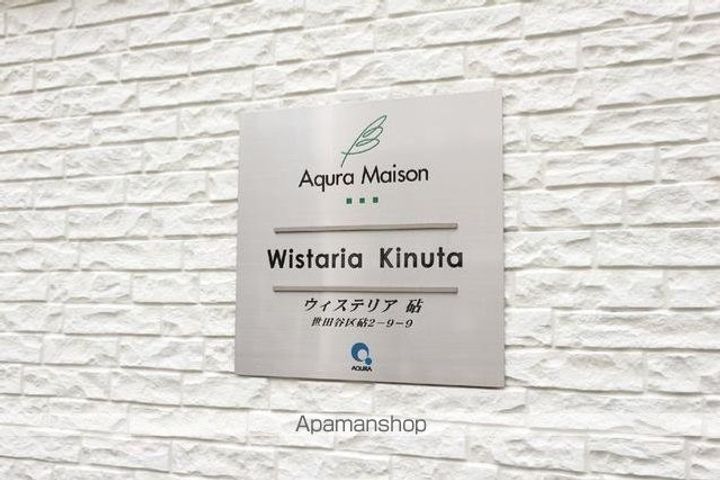 Aqura Maison
Wistaria Kinuta
ウィステリア 砧
世田谷区砧2-9-9
AQURA
Apamanshop